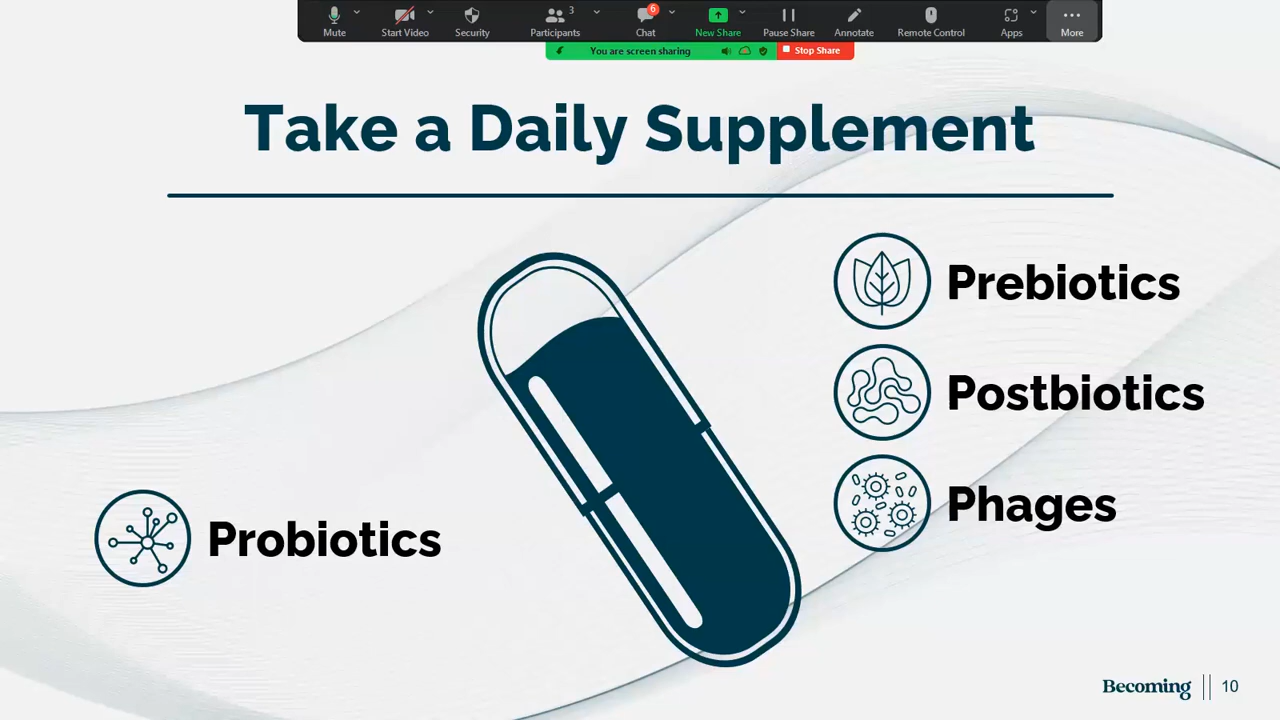 Mute
Start Video
Security
Participants
3
Chat
6
New Share
Pause Share
Annotate
Remote Control
Apps
More
You are screen sharing
Stop Share
Take a Daily Supplement
Prebiotics
Postbiotics
Phages
Probiotics
Becoming
10